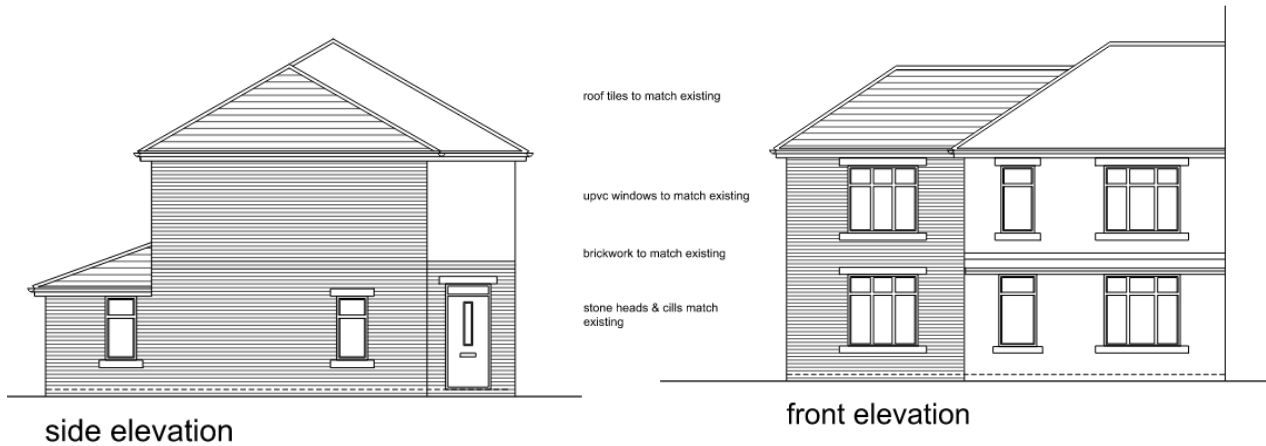 roof tiles to match existing
upvc windows to match existing
brickwork to match existing
stone heads & cills match
existing
side elevation
front elevation